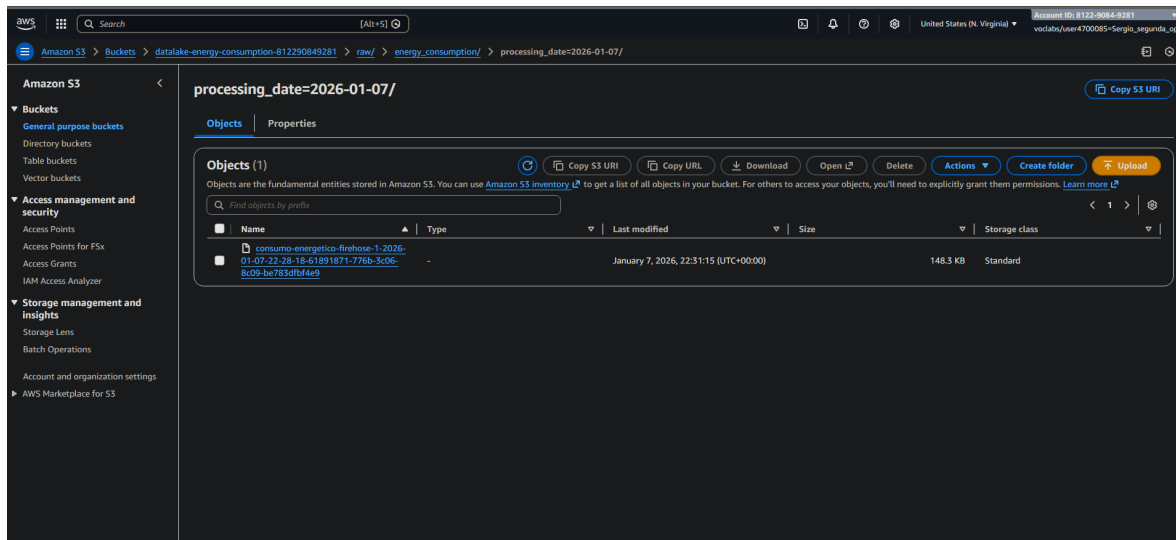 aws
Search [Alt+S]
United States (N. Virginia)
Account ID: 8122-9084-9281
voclabs/user4700085=Sergio_segunda_op
Amazon S3 > Buckets > datalake-energy-consumption-812290849281 > raw/ > energy_consumption/ > processing_date=2026-01-07/
Amazon S3
Buckets
General purpose buckets
Directory buckets
Table buckets
Vector buckets
Access management and
security
Access Points
Access Points for FSx
Access Grants
IAM Access Analyzer
Storage management and
insights
Storage Lens
Batch Operations
Account and organization settings
AWS Marketplace for S3
processing_date=2026-01-07/
Copy S3 URI
Objects Properties
Objects (1)
Copy S3 URI Copy URL Download Open Delete Actions Create folder Upload
Objects are the fundamental entities stored in Amazon S3. You can use Amazon S3 inventory to get a list of all objects in your bucket. For others to access your objects, you'll need to explicitly grant them permissions. Learn more
Find objects by prefix
< 1 >
Name Type Last modified Size Storage class
consumo-energetico-firehose-1-2026-
01-07-22-28-18-61891871-776b-3c06-
8c09-be783dfbf4e9
- January 7, 2026, 22:31:15 (UTC+00:00) 148.3 KB Standard